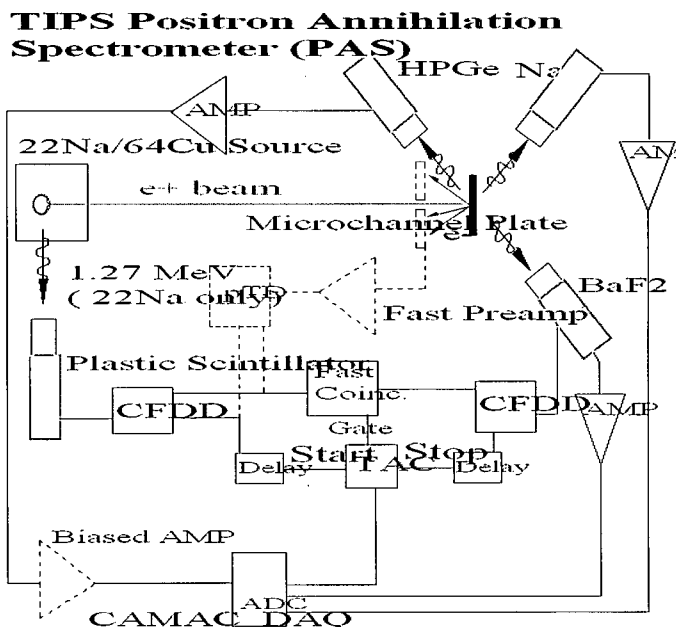 TIPS Positron Annihilation
Spectrometer (PAS)
HPGe
Na
AMP
22Na/64Cu Source
e+ beam
Microchannel Plate
e-
1.27 MeV
( 22Na only)
BaF2
Fast Preamp
Plastic Scintillator
Fast
Coinc.
CFDD
CFDD
AMP
Gate
Start
Stop
Delay
TAC
Delay
Biased AMP
ADC
CAMAC DAQ